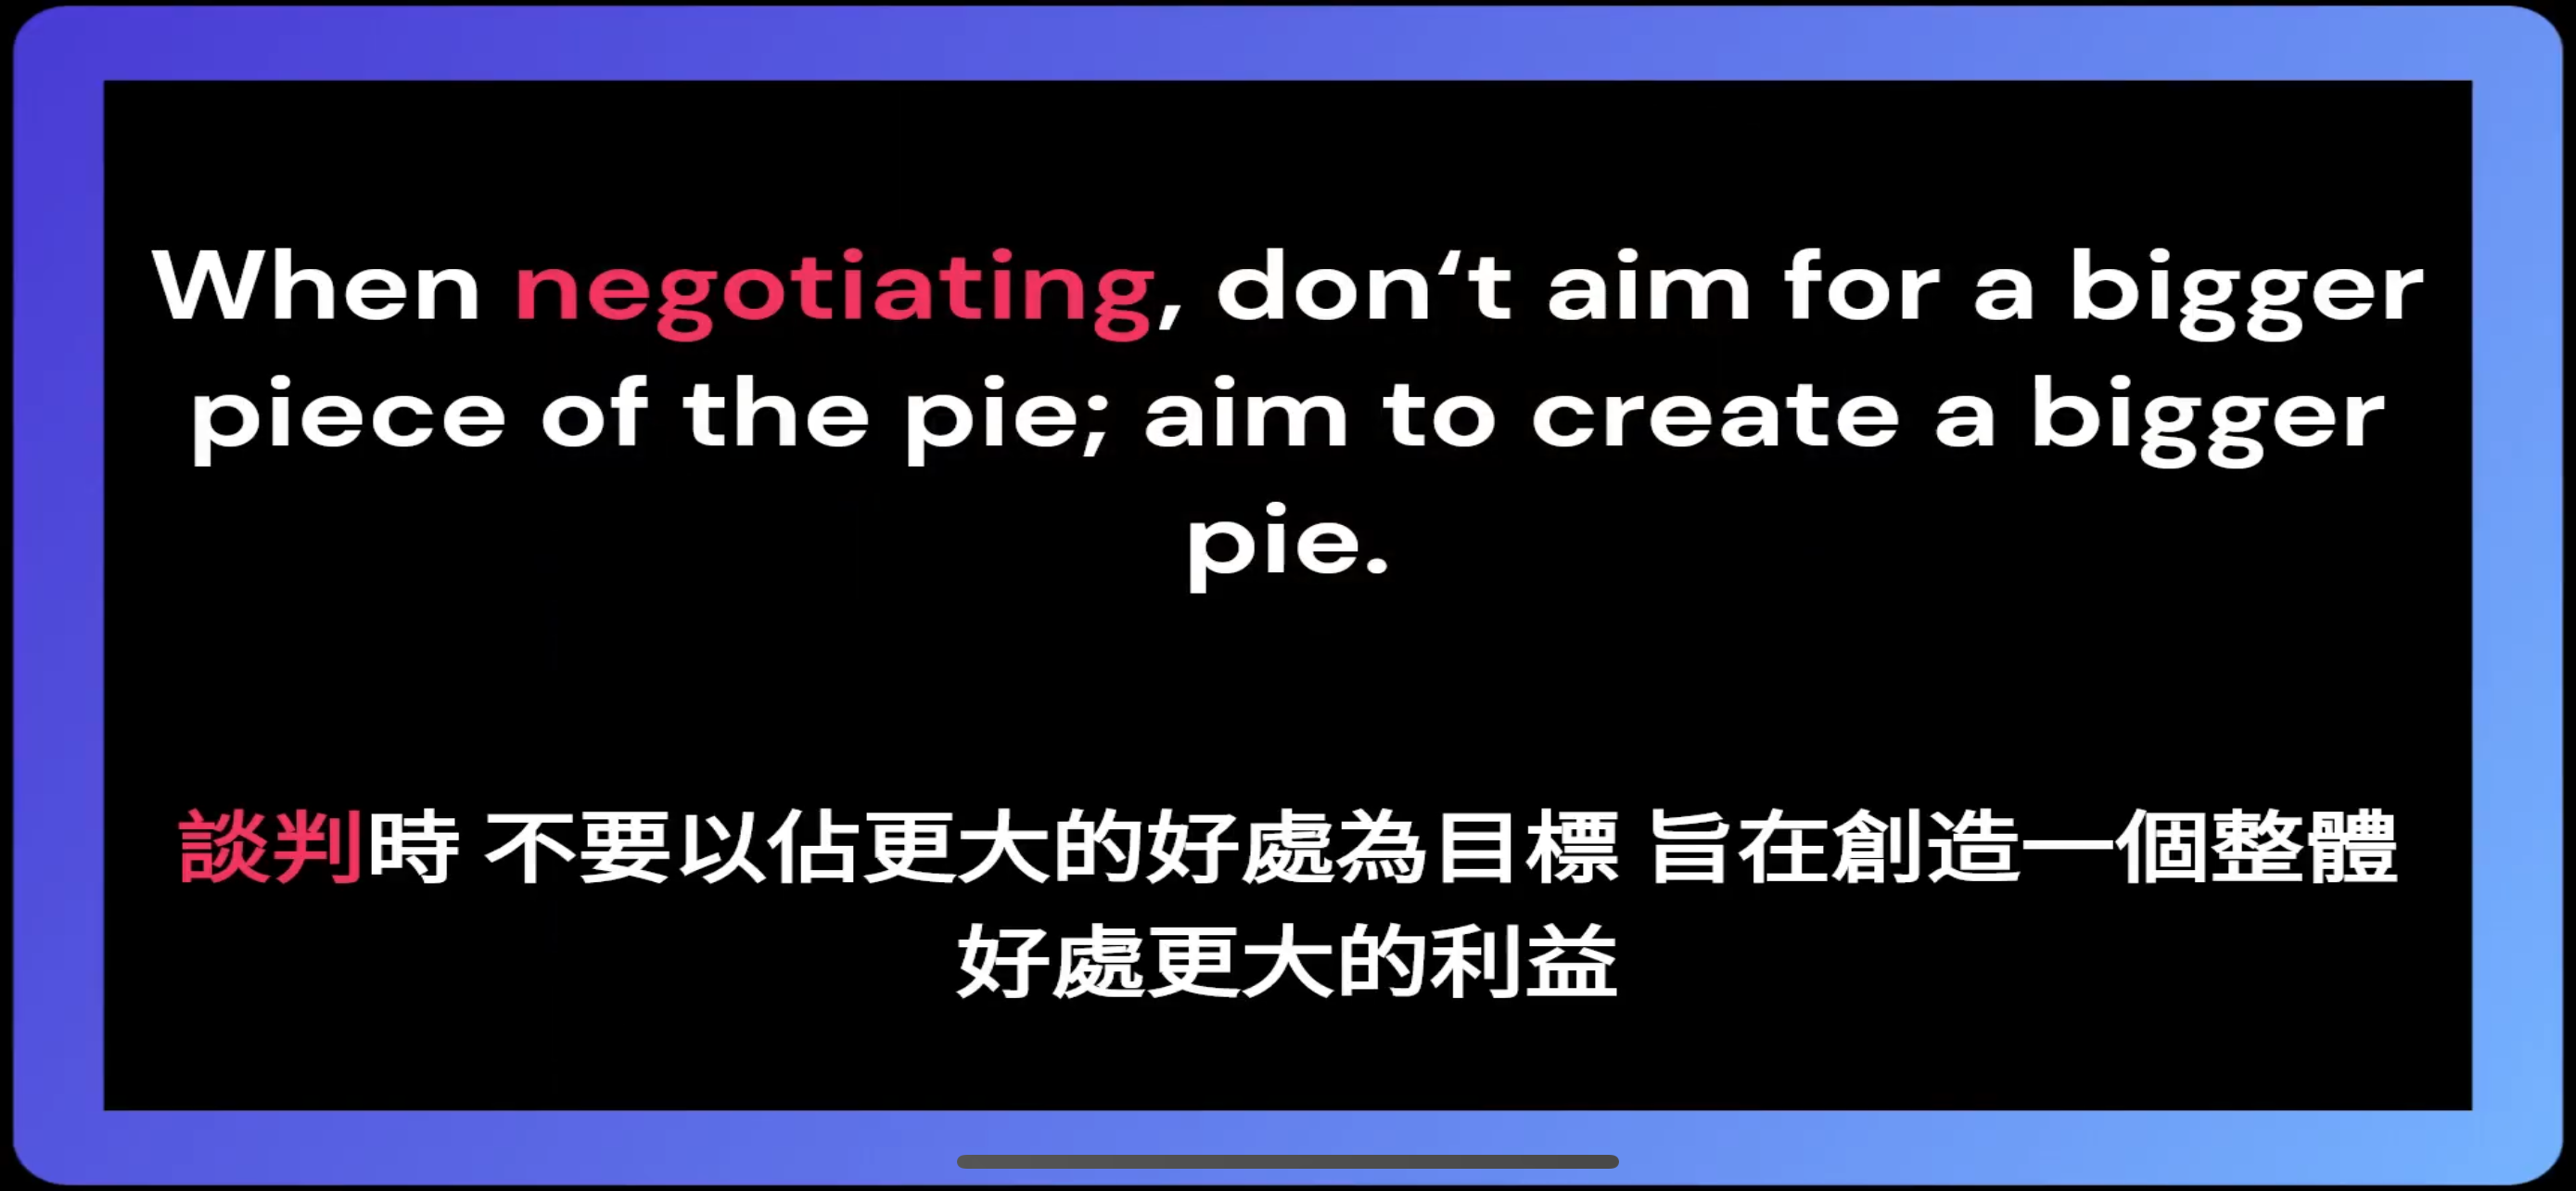 When negotiating, don‘t aim for a bigger
piece of the pie; aim to create a bigger
pie.
談判時 不要以佔更大的好處為目標 旨在創造一個整體
好處更大的利益